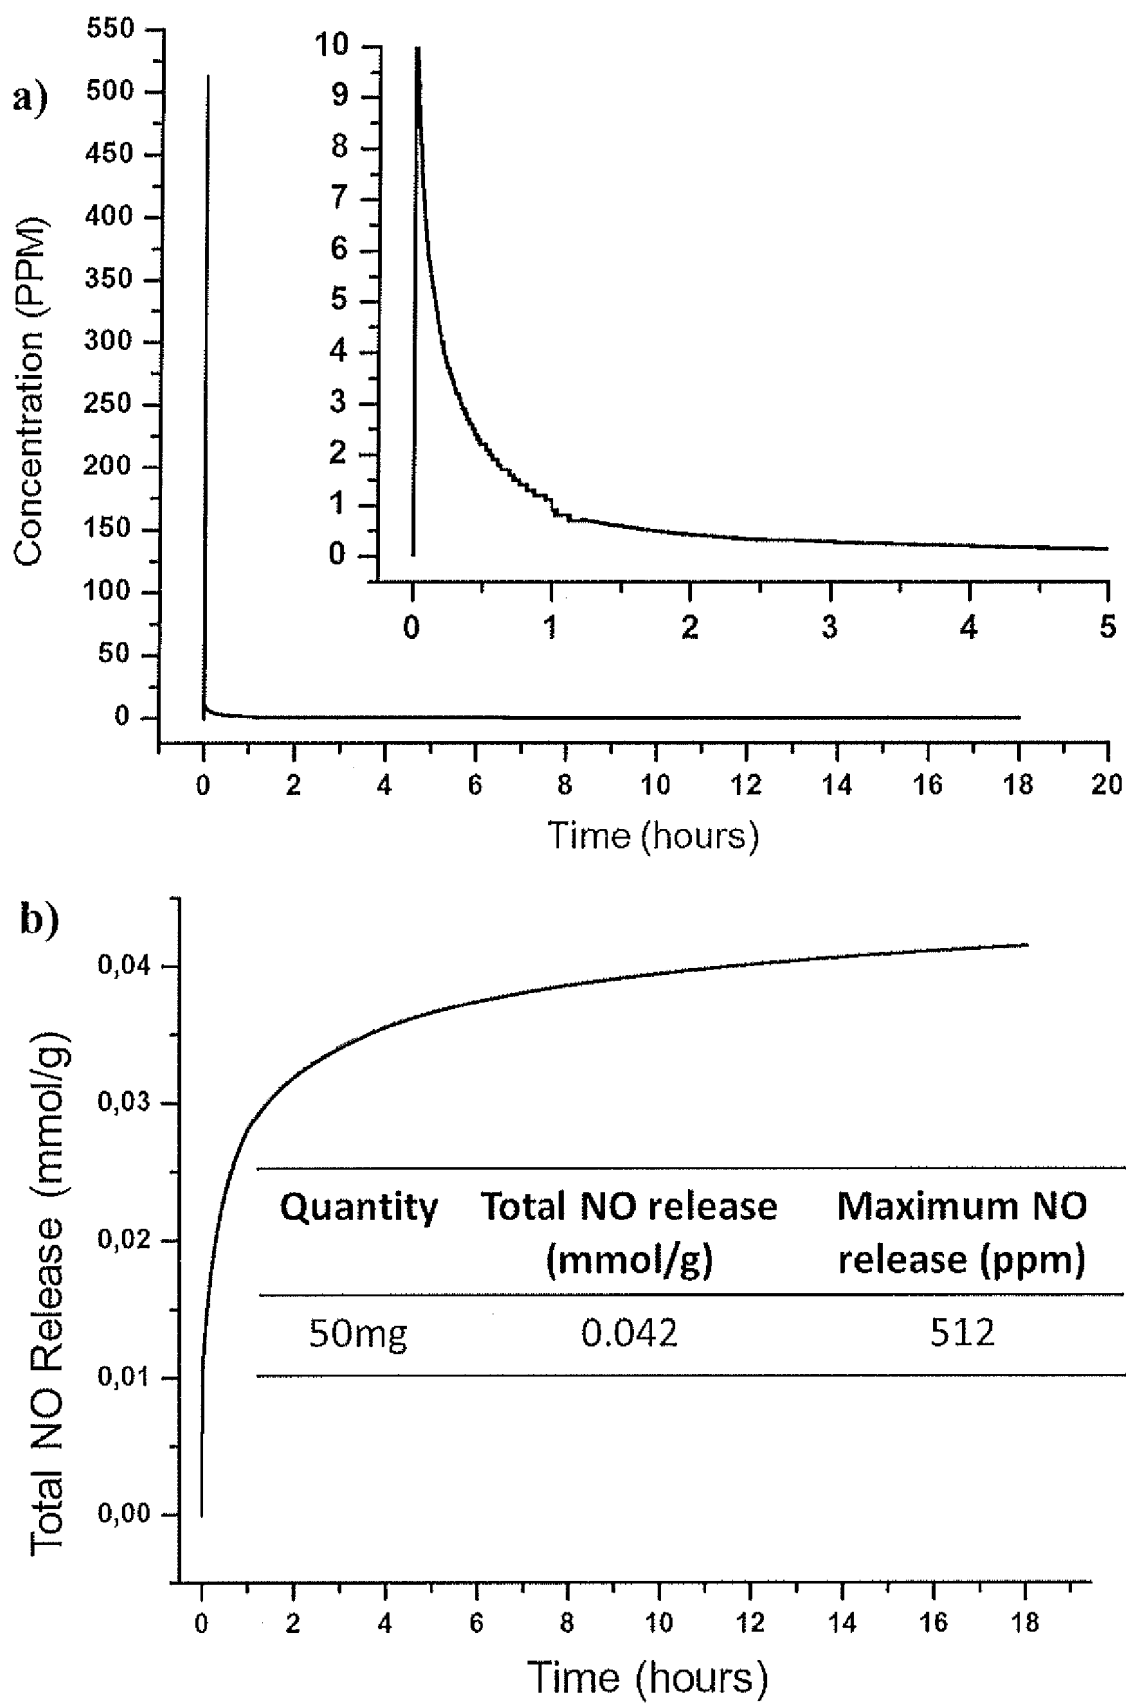 a)
Concentration (PPM)
550
500
450
400
350
300
250
200
150
100
50
0
10
9
8
7
6
5
4
3
2
1
0
0 1 2 3 4 5
0 2 4 6 8 10 12 14 16 18 20
Time (hours)
b)
Total NO Release (mmol/g)
0,04
0,03
0,02
0,01
0,00
Quantity Total NO release Maximum NO
(mmol/g) release (ppm)
50mg 0.042 512
0 2 4 6 8 10 12 14 16 18
Time (hours)